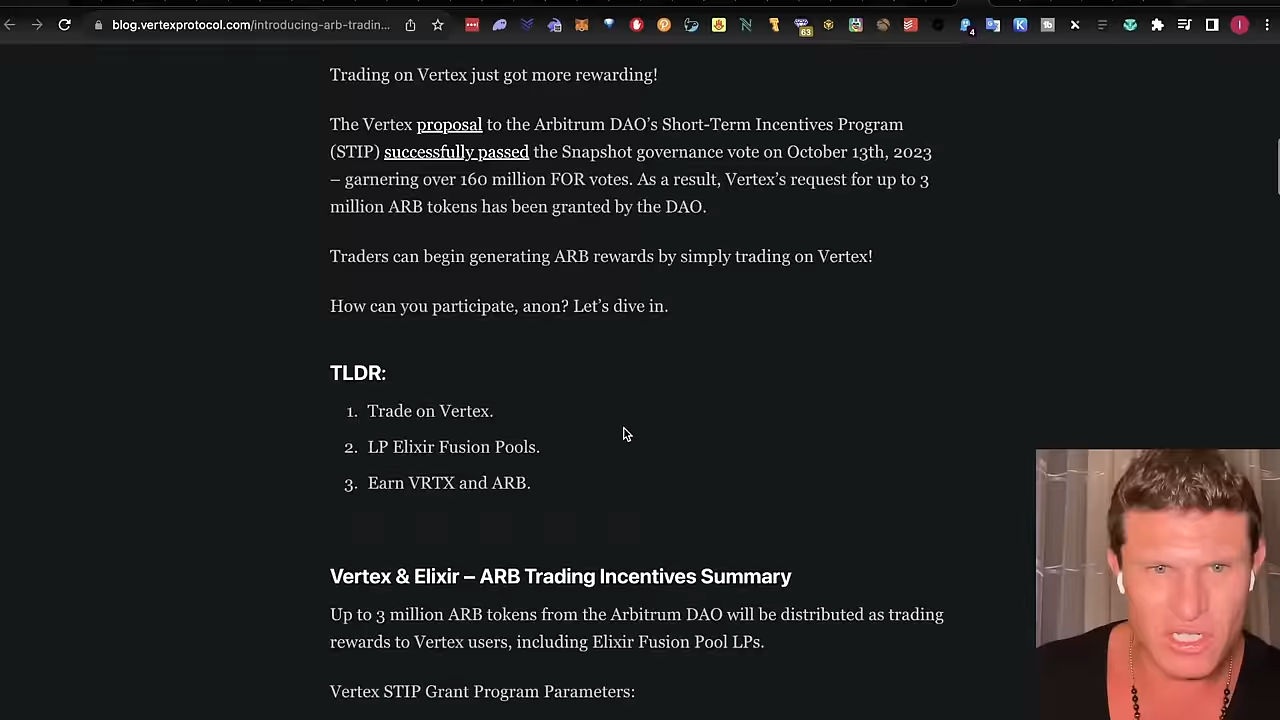 blog.vertexprotocol.com/introducing-arb-tradin...
63
4
I
Trading on Vertex just got more rewarding!
The Vertex proposal to the Arbitrum DAO’s Short-Term Incentives Program
(STIP) successfully passed the Snapshot governance vote on October 13th, 2023
– garnering over 160 million FOR votes. As a result, Vertex’s request for up to 3
million ARB tokens has been granted by the DAO.
Traders can begin generating ARB rewards by simply trading on Vertex!
How can you participate, anon? Let’s dive in.
TLDR:
1. Trade on Vertex.
2. LP Elixir Fusion Pools.
3. Earn VRTX and ARB.
Vertex & Elixir – ARB Trading Incentives Summary
Up to 3 million ARB tokens from the Arbitrum DAO will be distributed as trading
rewards to Vertex users, including Elixir Fusion Pool LPs.
Vertex STIP Grant Program Parameters: